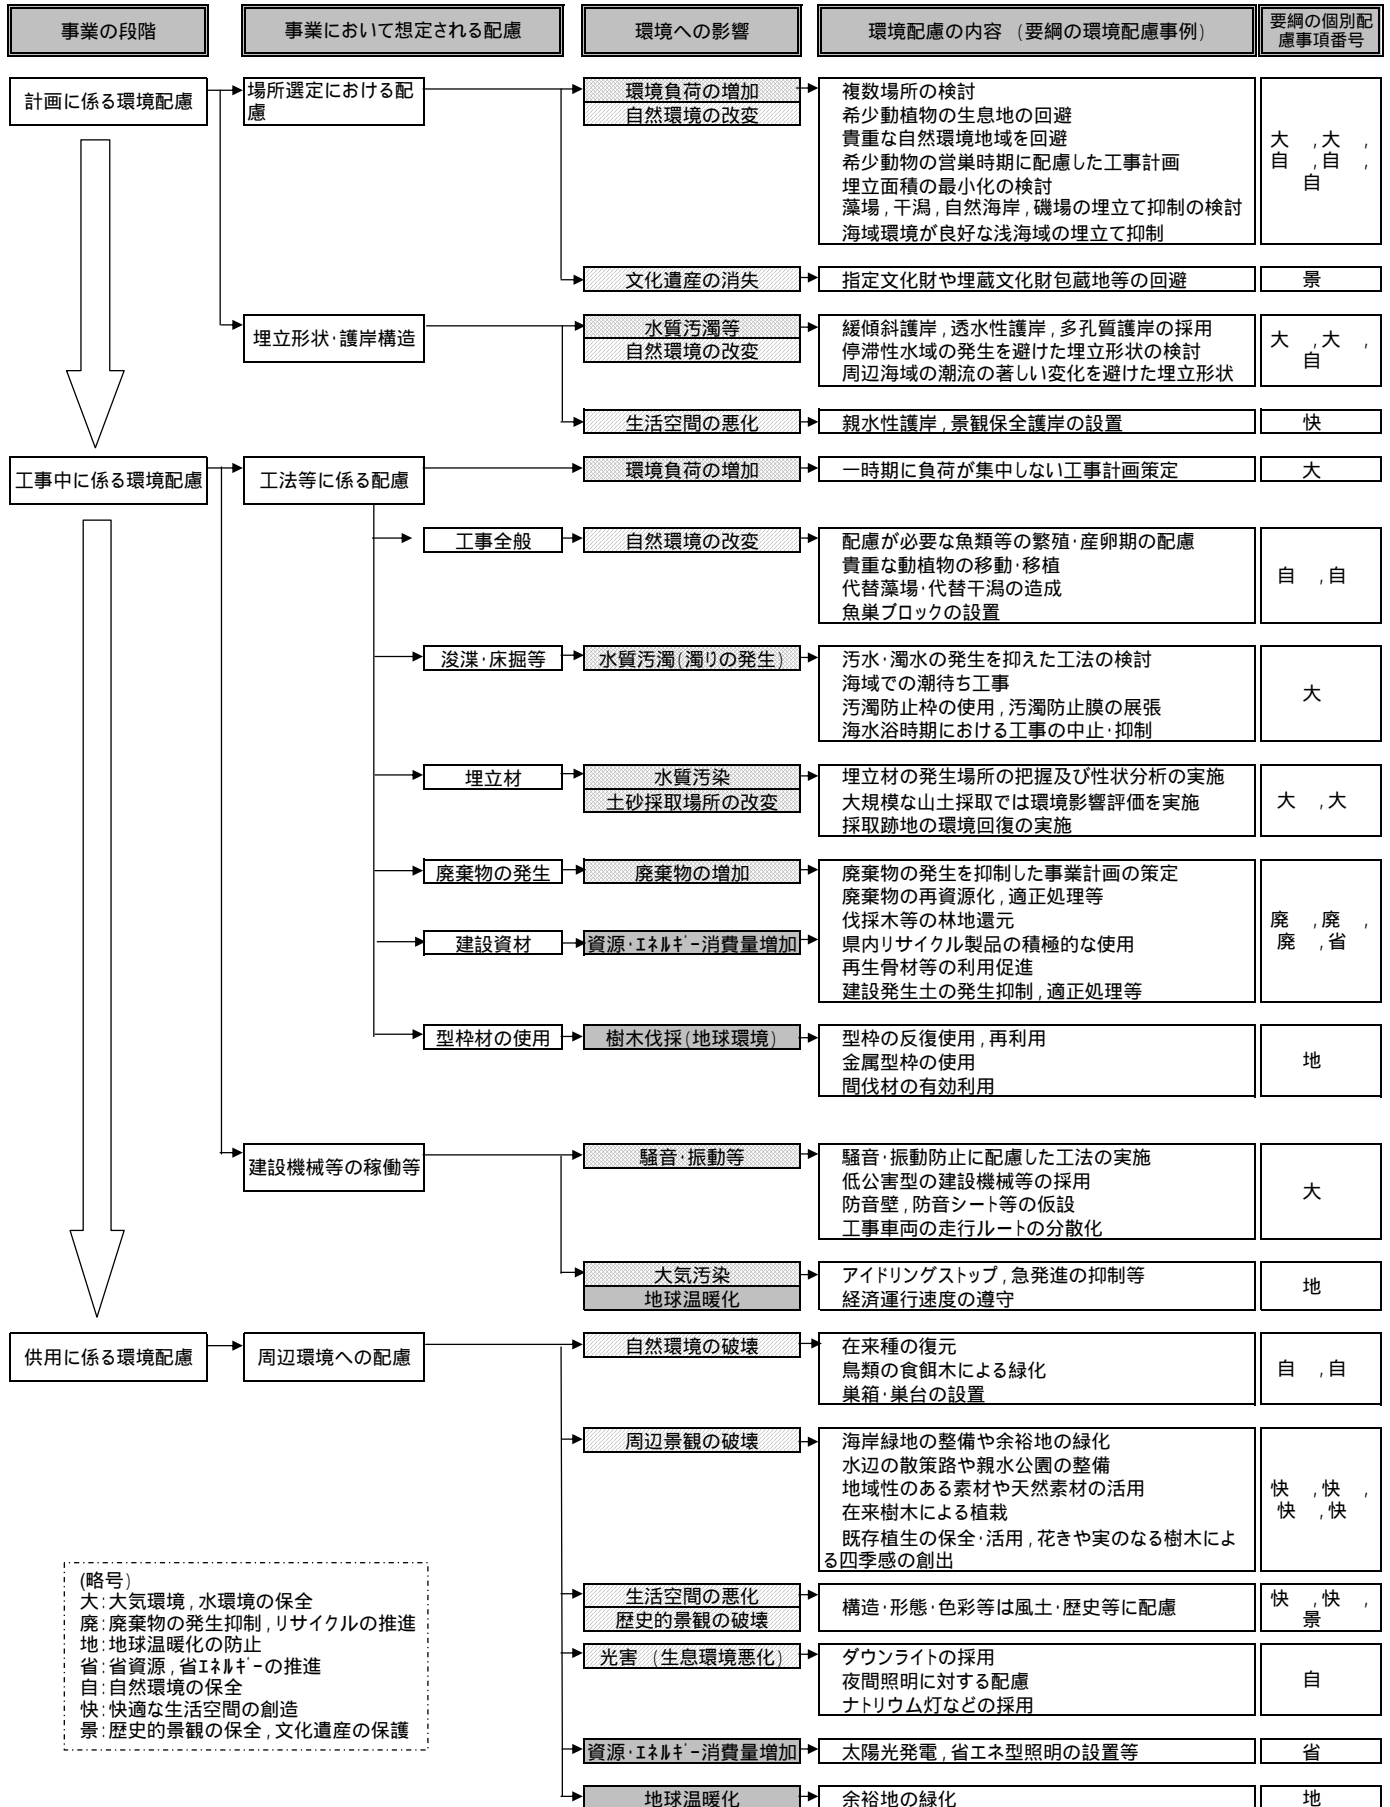 事業の段階
事業において想定される配慮
環境への影響
環境配慮の内容 (要綱の環境配慮事例)
要綱の個別配
慮事項番号
計画に係る環境配慮
場所選定における配
慮
環境負荷の増加
自然環境の改変
複数場所の検討
希少動植物の生息地の回避
貴重な自然環境地域を回避
希少動物の営巣時期に配慮した工事計画
埋立面積の最小化の検討
藻場,干潟,自然海岸,磯場の埋立て抑制の検討
海域環境が良好な浅海域の埋立て抑制
大 ,大 ,
自 ,自 ,
自
文化遺産の消失
指定文化財や埋蔵文化財包蔵地等の回避
景
埋立形状・護岸構造
水質汚濁等
自然環境の改変
緩傾斜護岸,透水性護岸,多孔質護岸の採用
停滞性水域の発生を避けた埋立形状の検討
周辺海域の潮流の著しい変化を避けた埋立形状
大 ,大 ,
自
生活空間の悪化
親水性護岸,景観保全護岸の設置
快
工事中に係る環境配慮
工法等に係る配慮
環境負荷の増加
一時期に負荷が集中しない工事計画策定
大
工事全般
自然環境の改変
配慮が必要な魚類等の繁殖・産卵期の配慮
貴重な動植物の移動・移植
代替藻場・代替干潟の造成
魚巣ブロックの設置
自 ,自
浚渫・床掘等
水質汚濁(濁りの発生)
汚水・濁水の発生を抑えた工法の検討
海域での潮待ち工事
汚濁防止枠の使用,汚濁防止膜の展張
海水浴時期における工事の中止・抑制
大
埋立材
水質汚染
土砂採取場所の改変
埋立材の発生場所の把握及び性状分析の実施
大規模な山土採取では環境影響評価を実施
採取跡地の環境回復の実施
大 ,大
廃棄物の発生
廃棄物の増加
廃棄物の発生を抑制した事業計画の策定
廃棄物の再資源化,適正処理等
伐採木等の林地還元
県内リサイクル製品の積極的な使用
再生骨材等の利用促進
建設発生土の発生抑制,適正処理等
廃 ,廃 ,
廃 ,省
建設資材
資源・エネルギー消費量増加
型枠材の使用
樹木伐採(地球環境)
型枠の反復使用,再利用
金属型枠の使用
間伐材の有効利用
地
建設機械等の稼働等
騒音・振動等
騒音・振動防止に配慮した工法の実施
低公害型の建設機械等の採用
防音壁,防音シート等の仮設
工事車両の走行ルートの分散化
大
大気汚染
地球温暖化
アイドリングストップ,急発進の抑制等
経済運行速度の遵守
地
供用に係る環境配慮
周辺環境への配慮
自然環境の破壊
在来種の復元
鳥類の食餌木による緑化
巣箱・巣台の設置
自 ,自
周辺景観の破壊
海岸緑地の整備や余裕地の緑化
水辺の散策路や親水公園の整備
地域性のある素材や天然素材の活用
在来樹木による植栽
既存植生の保全・活用,花きや実のなる樹木によ
る四季感の創出
快 ,快 ,
快 ,快
生活空間の悪化
歴史的景観の破壊
構造・形態・色彩等は風土・歴史等に配慮
快 ,快 ,
景
光害 (生息環境悪化)
ダウンライトの採用
夜間照明に対する配慮
ナトリウム灯などの採用
自
資源・エネルギー消費量増加
太陽光発電,省エネ型照明の設置等
省
地球温暖化
余裕地の緑化
地
(略号)
大:大気環境,水環境の保全
廃:廃棄物の発生抑制,リサイクルの推進
地:地球温暖化の防止
省:省資源,省エネルギーの推進
自:自然環境の保全
快:快適な生活空間の創造
景:歴史的景観の保全,文化遺産の保護